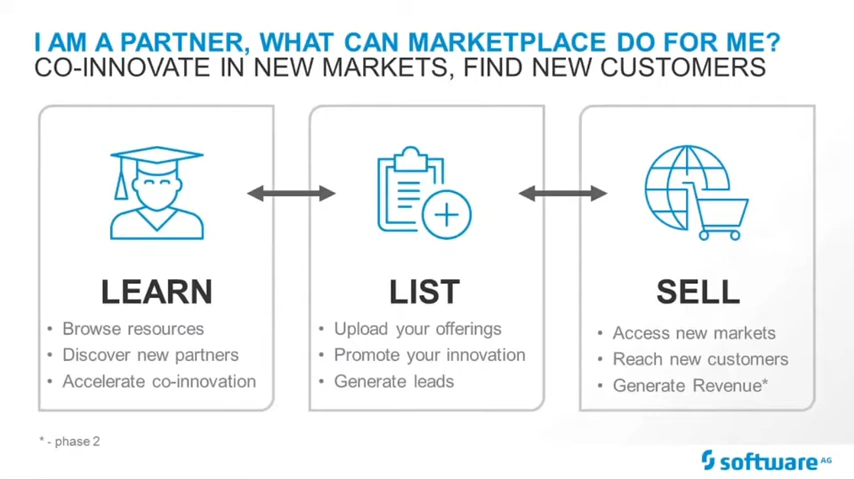 I AM A PARTNER, WHAT CAN MARKETPLACE DO FOR ME?
CO-INNOVATE IN NEW MARKETS, FIND NEW CUSTOMERS
LEARN
• Browse resources
• Discover new partners
• Accelerate co-innovation
LIST
• Upload your offerings
• Promote your innovation
• Generate leads
SELL
• Access new markets
• Reach new customers
• Generate Revenue*
* - phase 2
software AG